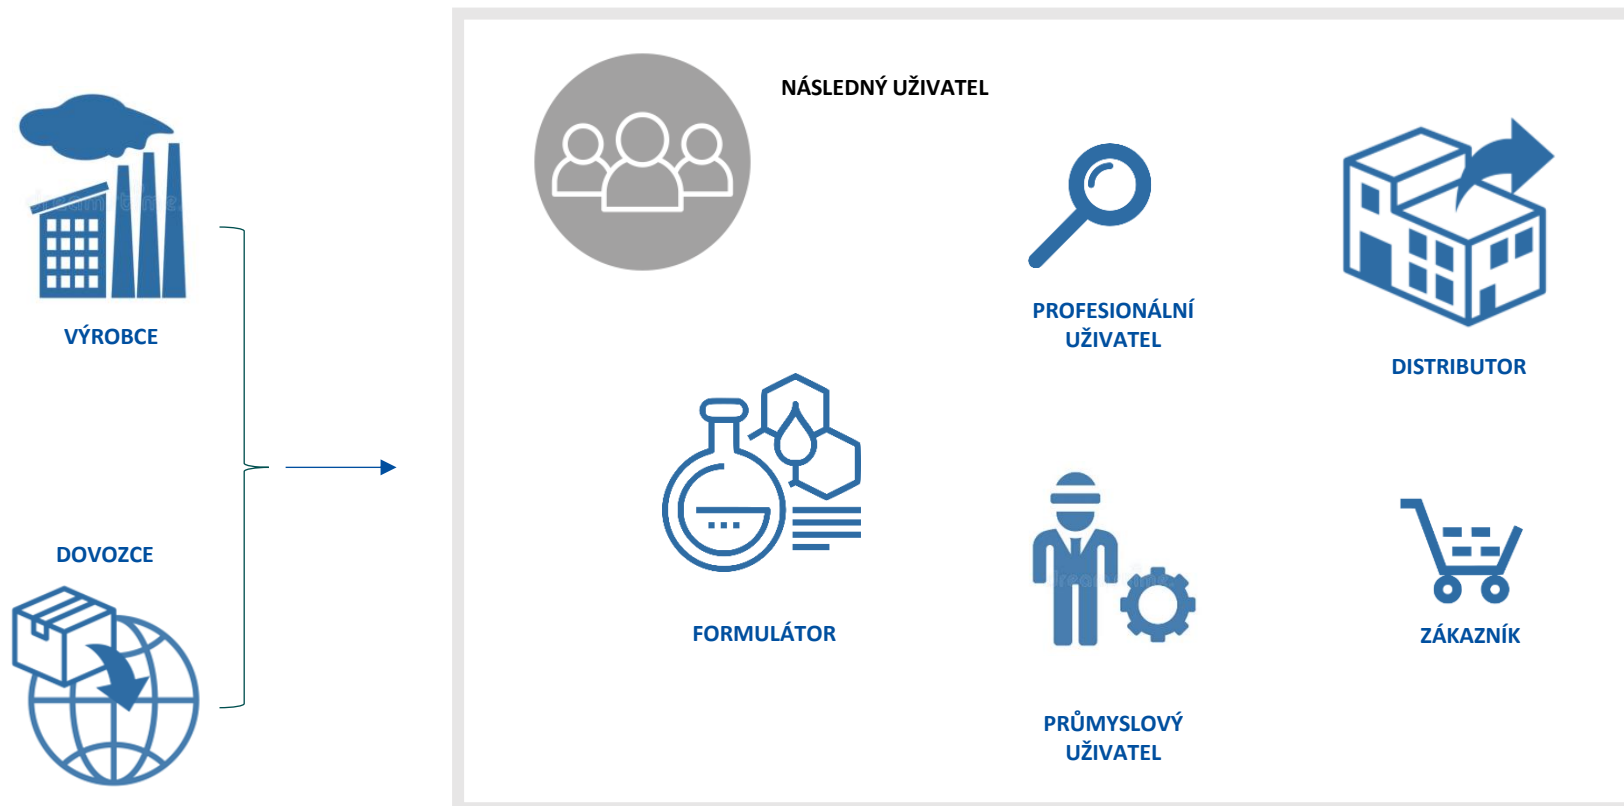 NÁSLEDNÝ UŽIVATEL
VÝROBCE
DOVOZCE
PROFESIONÁLNÍ
UŽIVATEL
DISTRIBUTOR
FORMULÁTOR
PRŮMYSLOVÝ
UŽIVATEL
ZÁKAZNÍK